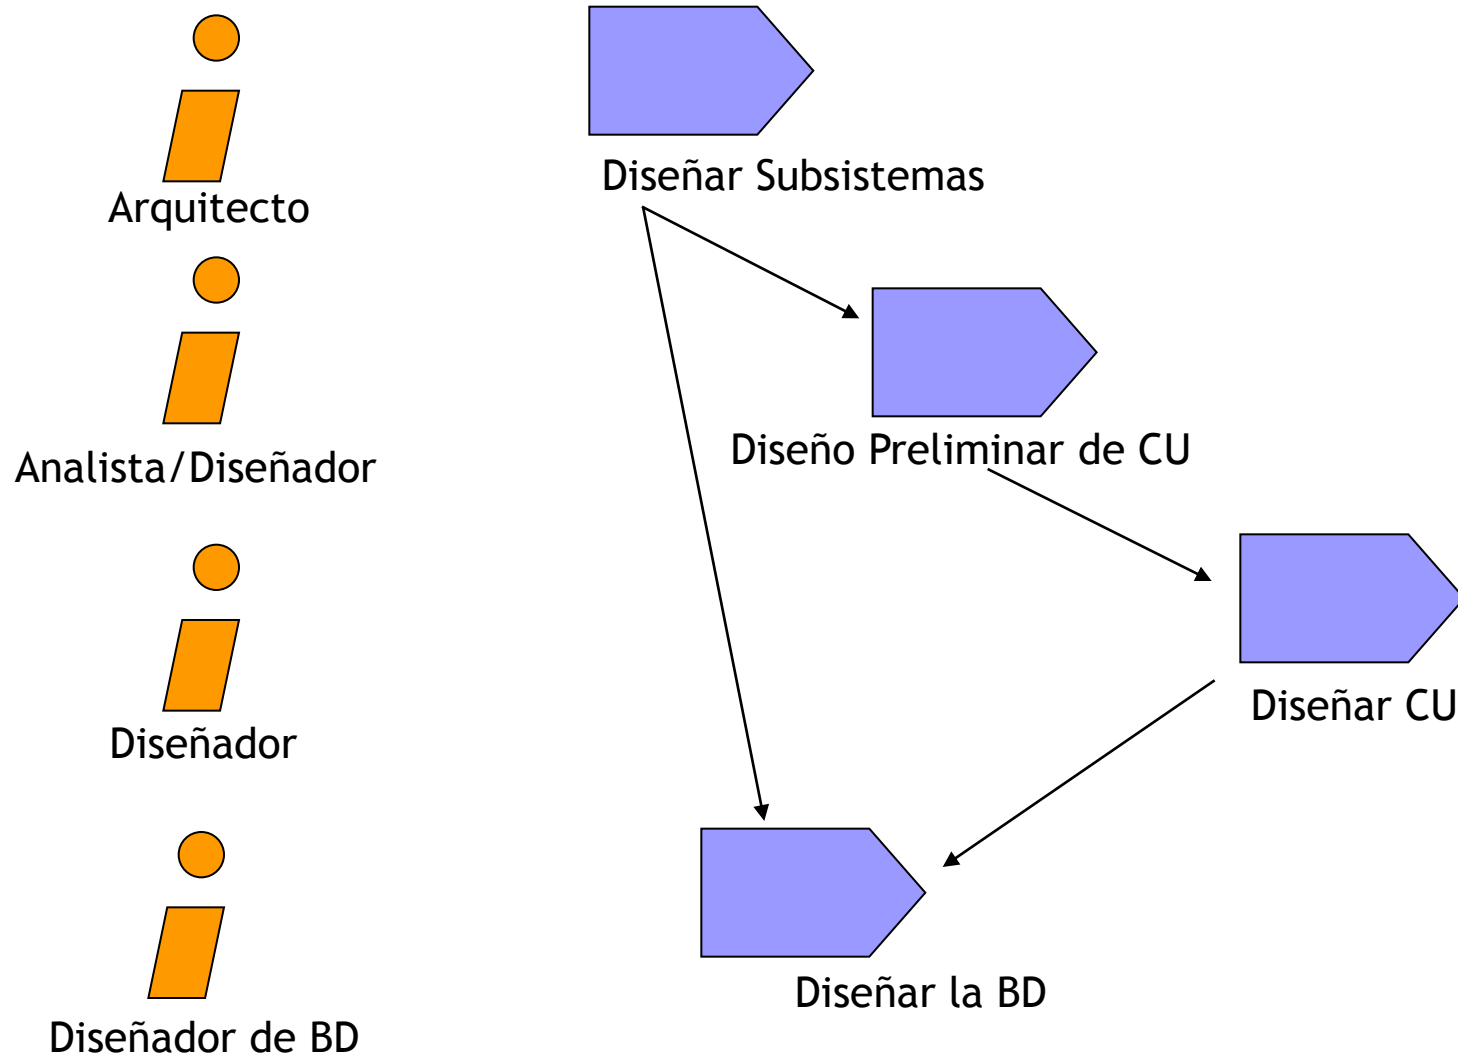 Diseñar Subsistemas
Arquitecto
Diseño Preliminar de CU
Analista/Diseñador
Diseñar CU
Diseñador
Diseñar la BD
Diseñador de BD